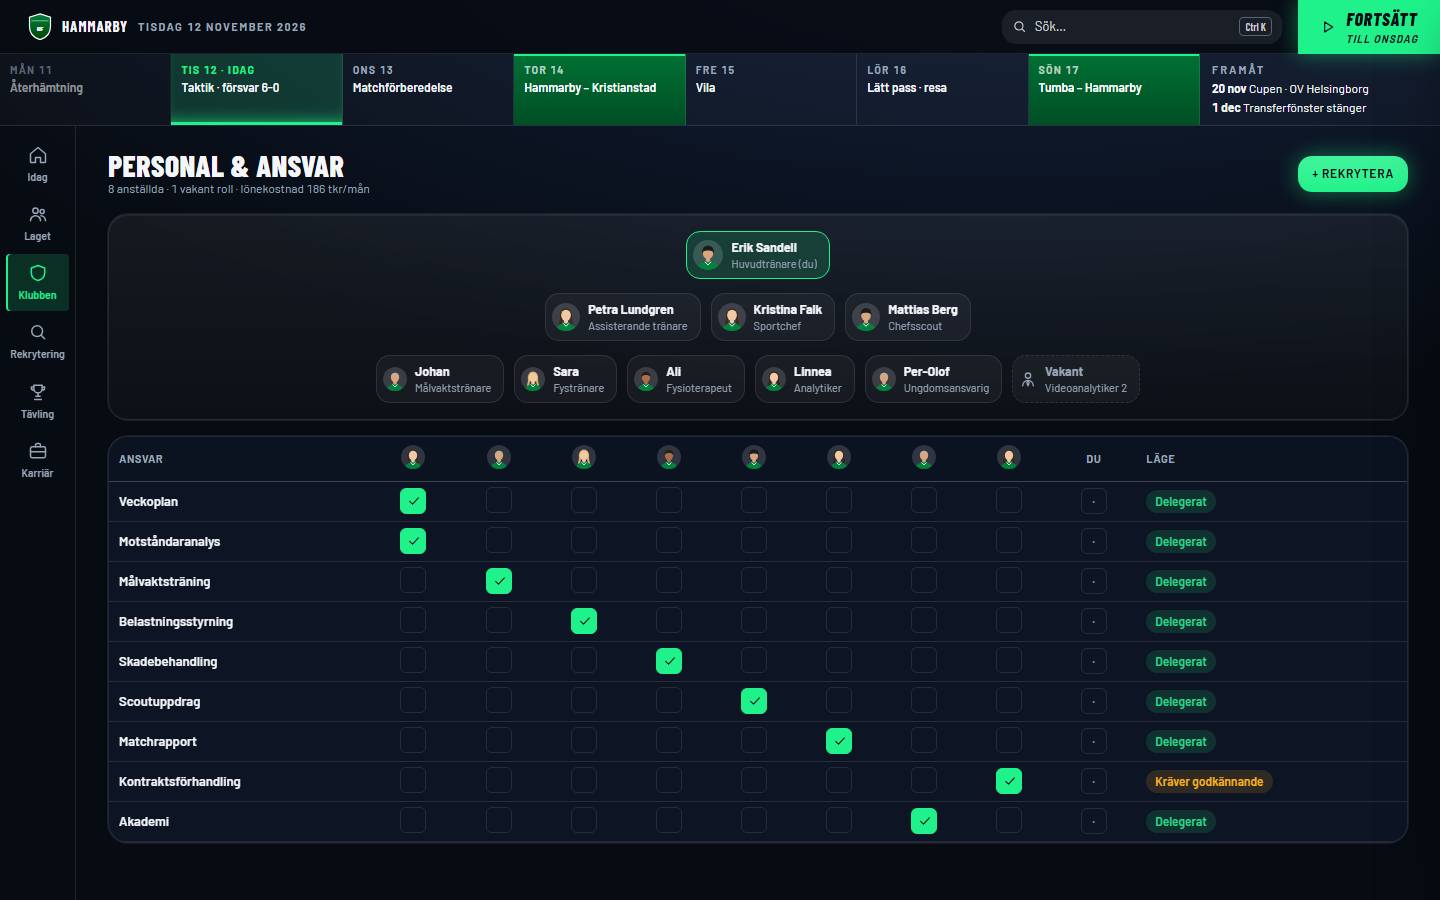 HAMMARBY TISDAG 12 NOVEMBER 2026
Sök... Ctrl K
FORTSÄTT
TILL ONSDAG
MÅN 11
Återhämtning
TIS 12 · IDAG
Taktik · försvar 6-0
ONS 13
Matchförberedelse
TOR 14
Hammarby – Kristianstad
FRE 15
Vila
LÖR 16
Lätt pass · resa
SÖN 17
Tumba – Hammarby
FRAMÅT
20 nov Cupen · OV Helsingborg
1 dec Transferfönster stänger
Idag
Laget
Klubben
Rekrytering
Tävling
Karriär
PERSONAL & ANSVAR
8 anställda · 1 vakant roll · lönekostnad 186 tkr/mån
+ REKRYTERA
Erik Sandell
Huvudtränare (du)
Petra Lundgren
Assisterande tränare
Kristina Falk
Sportchef
Mattias Berg
Chefsscout
Johan
Målvaktstränare
Sara
Fystränare
Ali
Fysioterapeut
Linnea
Analytiker
Per-Olof
Ungdomsansvarig
Vakant
Videoanalytiker 2
ANSVAR DU LÄGE
Veckoplan Delegerat
Motståndaranalys Delegerat
Målvaktsträning Delegerat
Belastningsstyrning Delegerat
Skadebehandling Delegerat
Scoutuppdrag Delegerat
Matchrapport Delegerat
Kontraktsförhandling Kräver godkännande
Akademi Delegerat